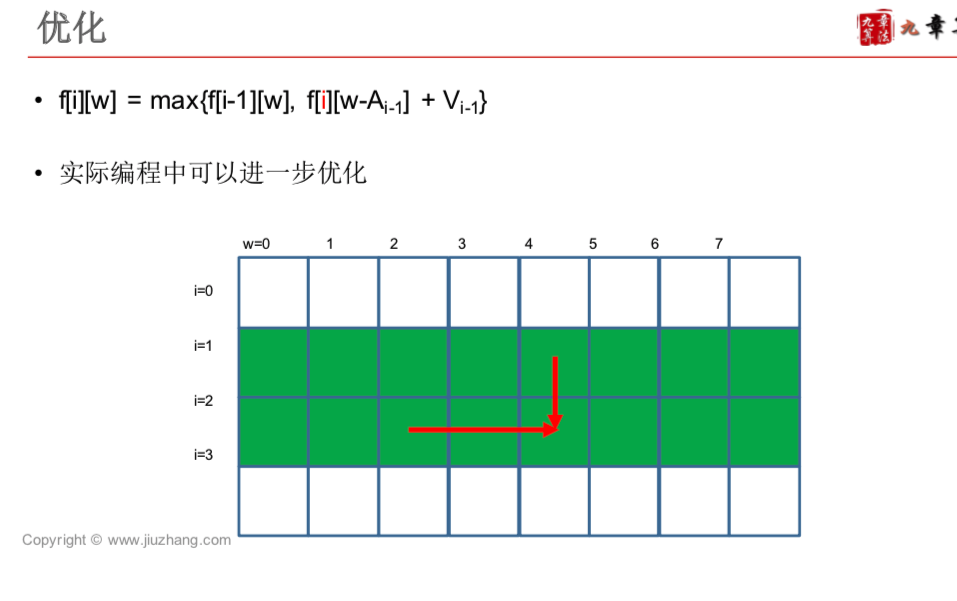 优化
九章算法
九章
• f[i][w] = max{f[i-1][w], f[i][w-Ai-1] + Vi-1}
• 实际编程中可以进一步优化
w=0 1 2 3 4 5 6 7
i=0
i=1
i=2
i=3
Copyright © www.jiuzhang.com